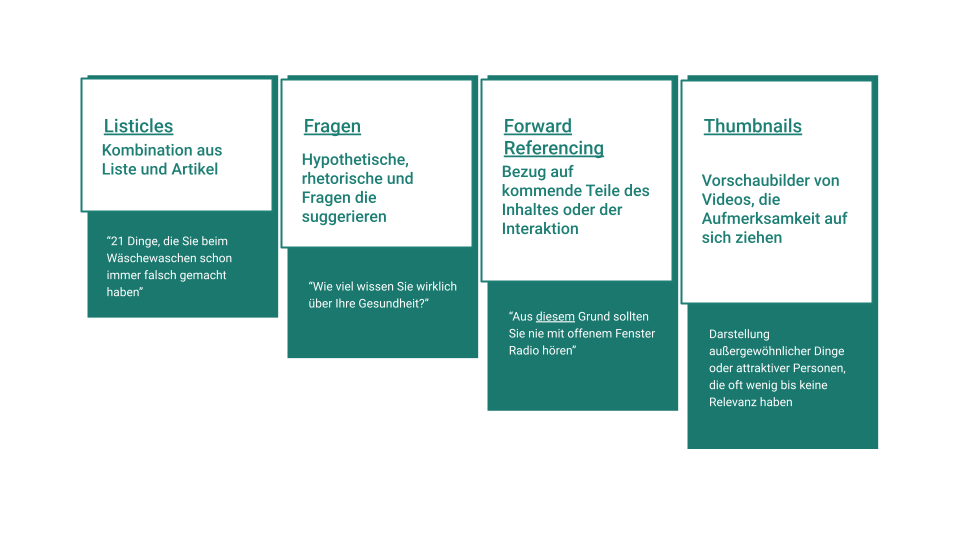 Listicles
Kombination aus
Liste und Artikel
“21 Dinge, die Sie beim
Wäschewaschen schon
immer falsch gemacht
haben”
Fragen
Hypothetische,
rhetorische und
Fragen die
suggerieren
“Wie viel wissen Sie wirklich
über Ihre Gesundheit?”
Forward
Referencing
Bezug auf
kommende Teile des
Inhaltes oder der
Interaktion
“Aus diesem Grund sollten
Sie nie mit offenem Fenster
Radio hören”
Thumbnails
Vorschaubilder von
Videos, die
Aufmerksamkeit auf
sich ziehen
Darstellung
außergewöhnlicher Dinge
oder attraktiver Personen,
die oft wenig bis keine
Relevanz haben